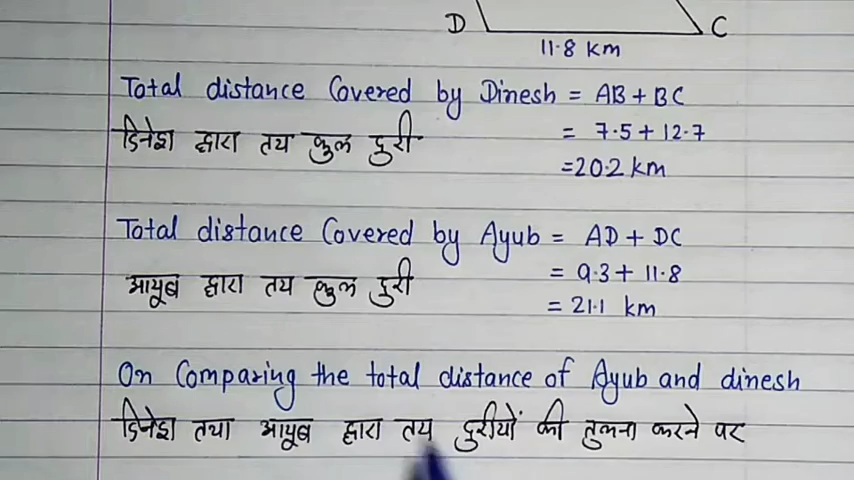 D C
11.8 km
Total distance Covered by Dinesh = AB + BC
= 7.5 + 12.7
दिनेश द्वारा तय कुल दुरी
= 20.2 km
Total distance Covered by Ayub = AD + DC
= 9.3 + 11.8
आयूब द्वारा तय कुल दुरी
= 21.1 km
On Comparing the total distance of Ayub and dinesh
दिनेश तथा आयूब द्वारा तय दुरीयों की तुलना करने पर